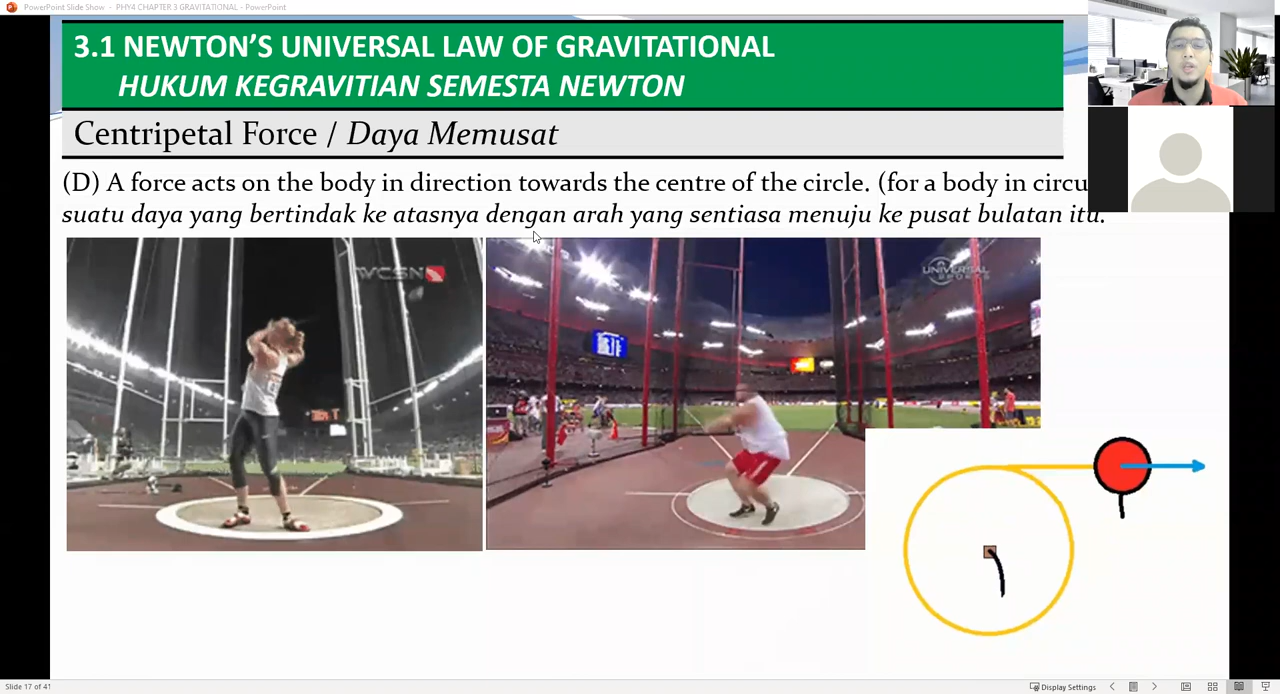 PowerPoint Slide Show - PHY4 CHAPTER 3 GRAVITATIONAL - PowerPoint
3.1 NEWTON'S UNIVERSAL LAW OF GRAVITATIONAL
HUKUM KEGRAVITIAN SEMESTA NEWTON
Centripetal Force / Daya Memusat
(D) A force acts on the body in direction towards the centre of the circle. (for a body in circu
suatu daya yang bertindak ke atasnya dengan arah yang sentiasa menuju ke pusat bulatan itu.
WCSN
UNIVERSAL
SPORTS
Slide 17 of 41
Display Settings